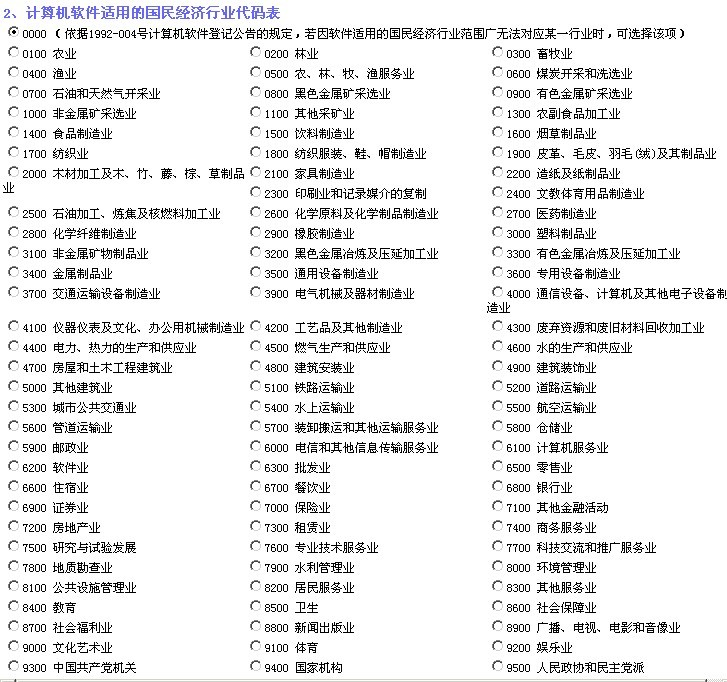 2、计算机软件适用的国民经济行业代码表
0000 (依据1992-004号计算机软件登记公告的规定,若因软件适用的国民经济行业范围广无法对应某一行业时,可选择该项)
0100 农业 0200 林业 0300 畜牧业
0400 渔业 0500 农、林、牧、渔服务业 0600 煤炭开采和洗选业
0700 石油和天然气开采业 0800 黑色金属矿采选业 0900 有色金属矿采选业
1000 非金属矿采选业 1100 其他采矿业 1300 农副食品加工业
1400 食品制造业 1500 饮料制造业 1600 烟草制品业
1700 纺织业 1800 纺织服装、鞋、帽制造业 1900 皮革、毛皮、羽毛(绒)及其制品业
2000 木材加工及木、竹、藤、棕、草制品业 2100 家具制造业 2200 造纸及纸制品业
2300 印刷业和记录媒介的复制 2400 文教体育用品制造业
2500 石油加工、炼焦及核燃料加工业 2600 化学原料及化学制品制造业 2700 医药制造业
2800 化学纤维制造业 2900 橡胶制造业 3000 塑料制品业
3100 非金属矿物制品业 3200 黑色金属冶炼及压延加工业 3300 有色金属冶炼及压延加工业
3400 金属制品业 3500 通用设备制造业 3600 专用设备制造业
3700 交通运输设备制造业 3900 电气机械及器材制造业 4000 通信设备、计算机及其他电子设备制造业
4100 仪器仪表及文化、办公用机械制造业 4200 工艺品及其他制造业 4300 废弃资源和废旧材料回收加工业
4400 电力、热力的生产和供应业 4500 燃气生产和供应业 4600 水的生产和供应业
4700 房屋和土木工程建筑业 4800 建筑安装业 4900 建筑装饰业
5000 其他建筑业 5100 铁路运输业 5200 道路运输业
5300 城市公共交通业 5400 水上运输业 5500 航空运输业
5600 管道运输业 5700 装卸搬运和其他运输服务业 5800 仓储业
5900 邮政业 6000 电信和其他信息传输服务业 6100 计算机服务业
6200 软件业 6300 批发业 6500 零售业
6600 住宿业 6700 餐饮业 6800 银行业
6900 证券业 7000 保险业 7100 其他金融活动
7200 房地产业 7300 租赁业 7400 商务服务业
7500 研究与试验发展 7600 专业技术服务业 7700 科技交流和推广服务业
7800 地质勘查业 7900 水利管理业 8000 环境管理业
8100 公共设施管理业 8200 居民服务业 8300 其他服务业
8400 教育 8500 卫生 8600 社会保障业
8700 社会福利业 8800 新闻出版业 8900 广播、电视、电影和音像业
9000 文化艺术业 9100 体育 9200 娱乐业
9300 中国共产党机关 9400 国家机构 9500 人民政协和民主党派